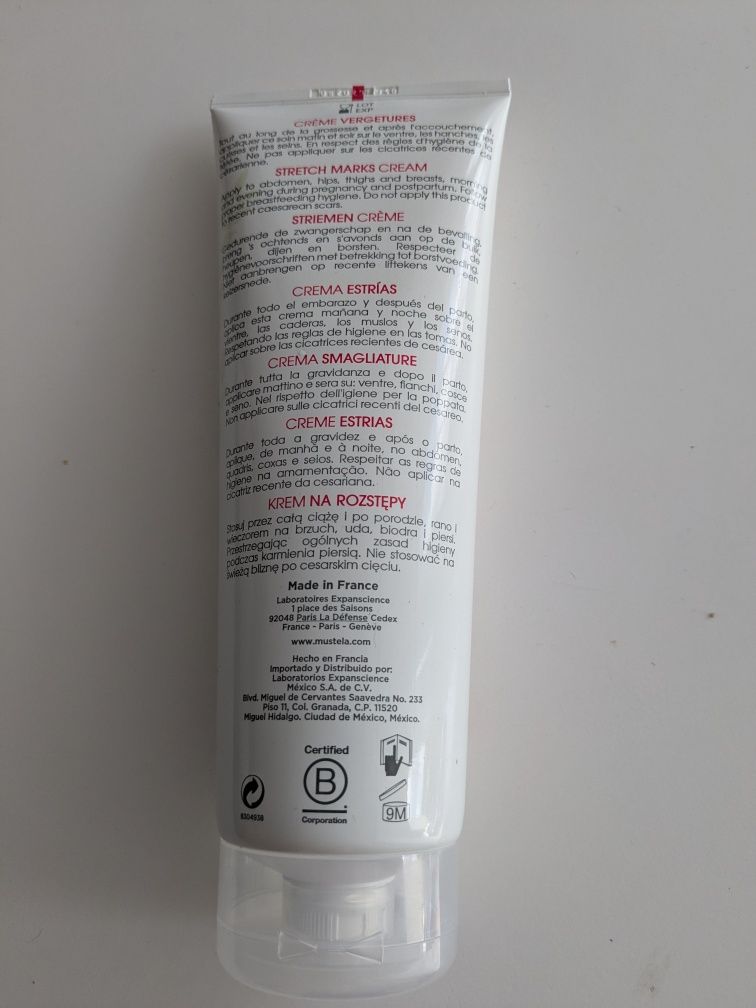 LOT
EXP
CRÈME VERGETURES
Tout au long de la grossesse et après l'accouchement,
appliquer ce soin matin et soir sur le ventre, les hanches, les
cuisses et les seins. En respect des règles d'hygiène de la
tétée. Ne pas appliquer sur les cicatrices récentes de
césarienne.
STRETCH MARKS CREAM
Apply to abdomen, hips, thighs and breasts, morning
and evening during pregnancy and postpartum. Follow
proper breastfeeding hygiene. Do not apply this product
to recent caesarean scars.
STRIEMEN CRÈME
Gedurende de zwangerschap en na de bevalling,
breng 's ochtends en s'avonds aan op de buik,
heupen, dijen en borsten. Respecteer de
hygiënevoorschriften met betrekking tot borstvoeding.
Niet aanbrengen op recente littekens van een
keizersnede.
CREMA ESTRÍAS
Durante todo el embarazo y después del parto,
aplica esta crema mañana y noche sobre el
vientre, las caderas, los muslos y los senos.
Respetando las reglas de higiene en las tomas. No
aplicar sobre las cicatrices recientes de cesárea.
CREMA SMAGLIATURE
Durante tutta la gravidanza e dopo il parto,
applicare mattino e sera su: ventre, fianchi, cosce
e seno. Nel rispetto dell'igiene per la poppata.
Non applicare sulle cicatrici recenti del cesareo.
CREME ESTRIAS
Durante toda a gravidez e após o parto,
aplique, de manhã e à noite, no abdómen,
quadris, coxas e seios. Respeitar as regras de
higiene na amamentação. Não aplicar na
cicatriz recente da cesariana.
KREM NA ROZSTĘPY
Stosuj przez całą ciążę i po porodzie, rano i
wieczorem na brzuch, uda, biodra i piersi.
Przestrzegając ogólnych zasad higieny
podczas karmienia piersią. Nie stosować na
świeżą bliznę po cesarskim cięciu.
Made in France
Laboratoires Expanscience
1 place des Saisons
92048 Paris La Défense Cedex
France - Paris - Genève
www.mustela.com
Hecho en Francia
Importado y Distribuido por:
Laboratorios Expanscience
México S.A. de C.V.
Blvd. Miguel de Cervantes Saavedra No. 233
Piso 11, Col. Granada, C.P. 11520
Miguel Hidalgo. Ciudad de México, México.
Certified
B
Corporation
8304938
9M